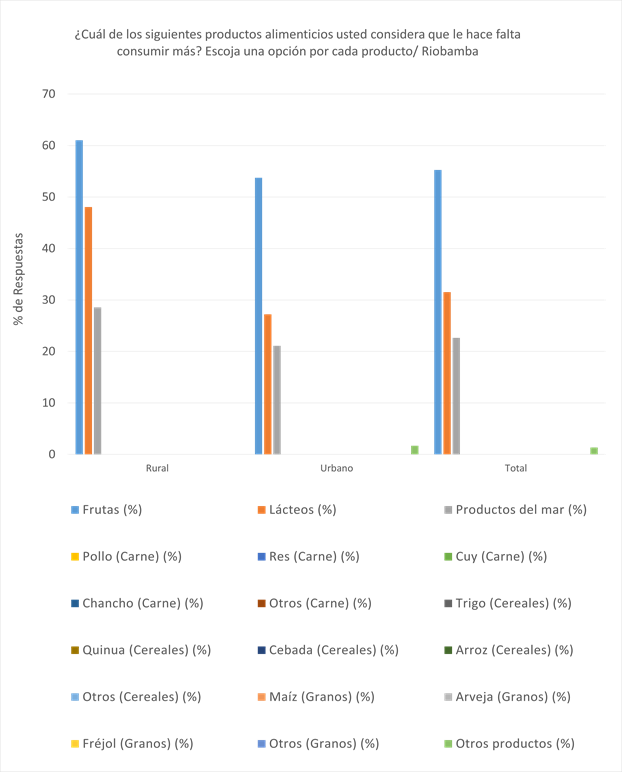 ¿Cuál de los siguientes productos alimenticios usted considera que le hace falta
consumir más? Escoja una opción por cada producto/ Riobamba
70
60
50
40
30
20
10
0
% de Respuestas
Rural Urbano Total
Frutas (%) Lácteos (%) Productos del mar (%)
Pollo (Carne) (%) Res (Carne) (%) Cuy (Carne) (%)
Chancho (Carne) (%) Otros (Carne) (%) Trigo (Cereales) (%)
Quinua (Cereales) (%) Cebada (Cereales) (%) Arroz (Cereales) (%)
Otros (Cereales) (%) Maíz (Granos) (%) Arveja (Granos) (%)
Fréjol (Granos) (%) Otros (Granos) (%) Otros productos (%)